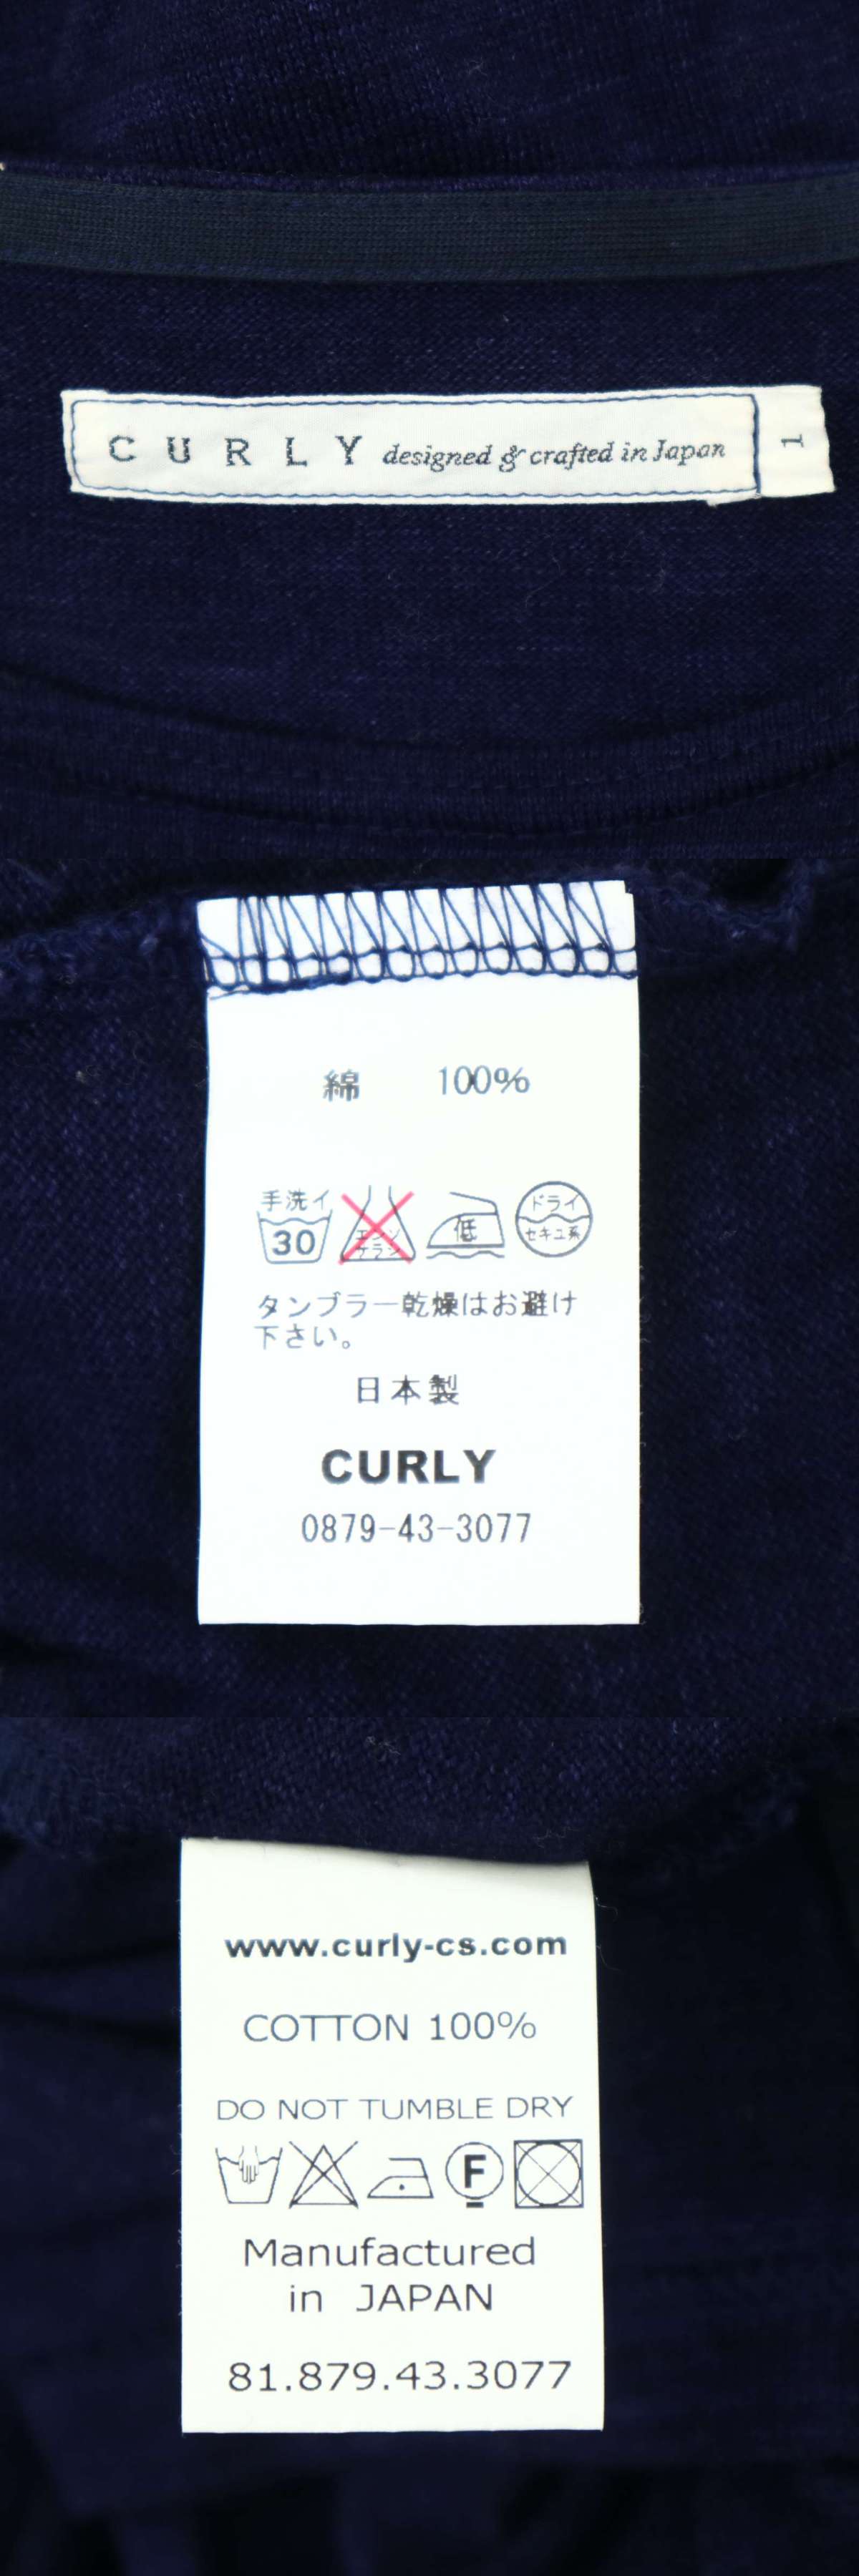 CURLY designed & crafted in Japan 1
綿 100%
手洗イ
30 エンソサラシ 低 ドライ セキユ系
タンブラー乾燥はお避け
下さい。
日本製
CURLY
0879-43-3077
www.curly-cs.com
COTTON 100%
DO NOT TUMBLE DRY
F
Manufactured
in JAPAN
81.879.43.3077